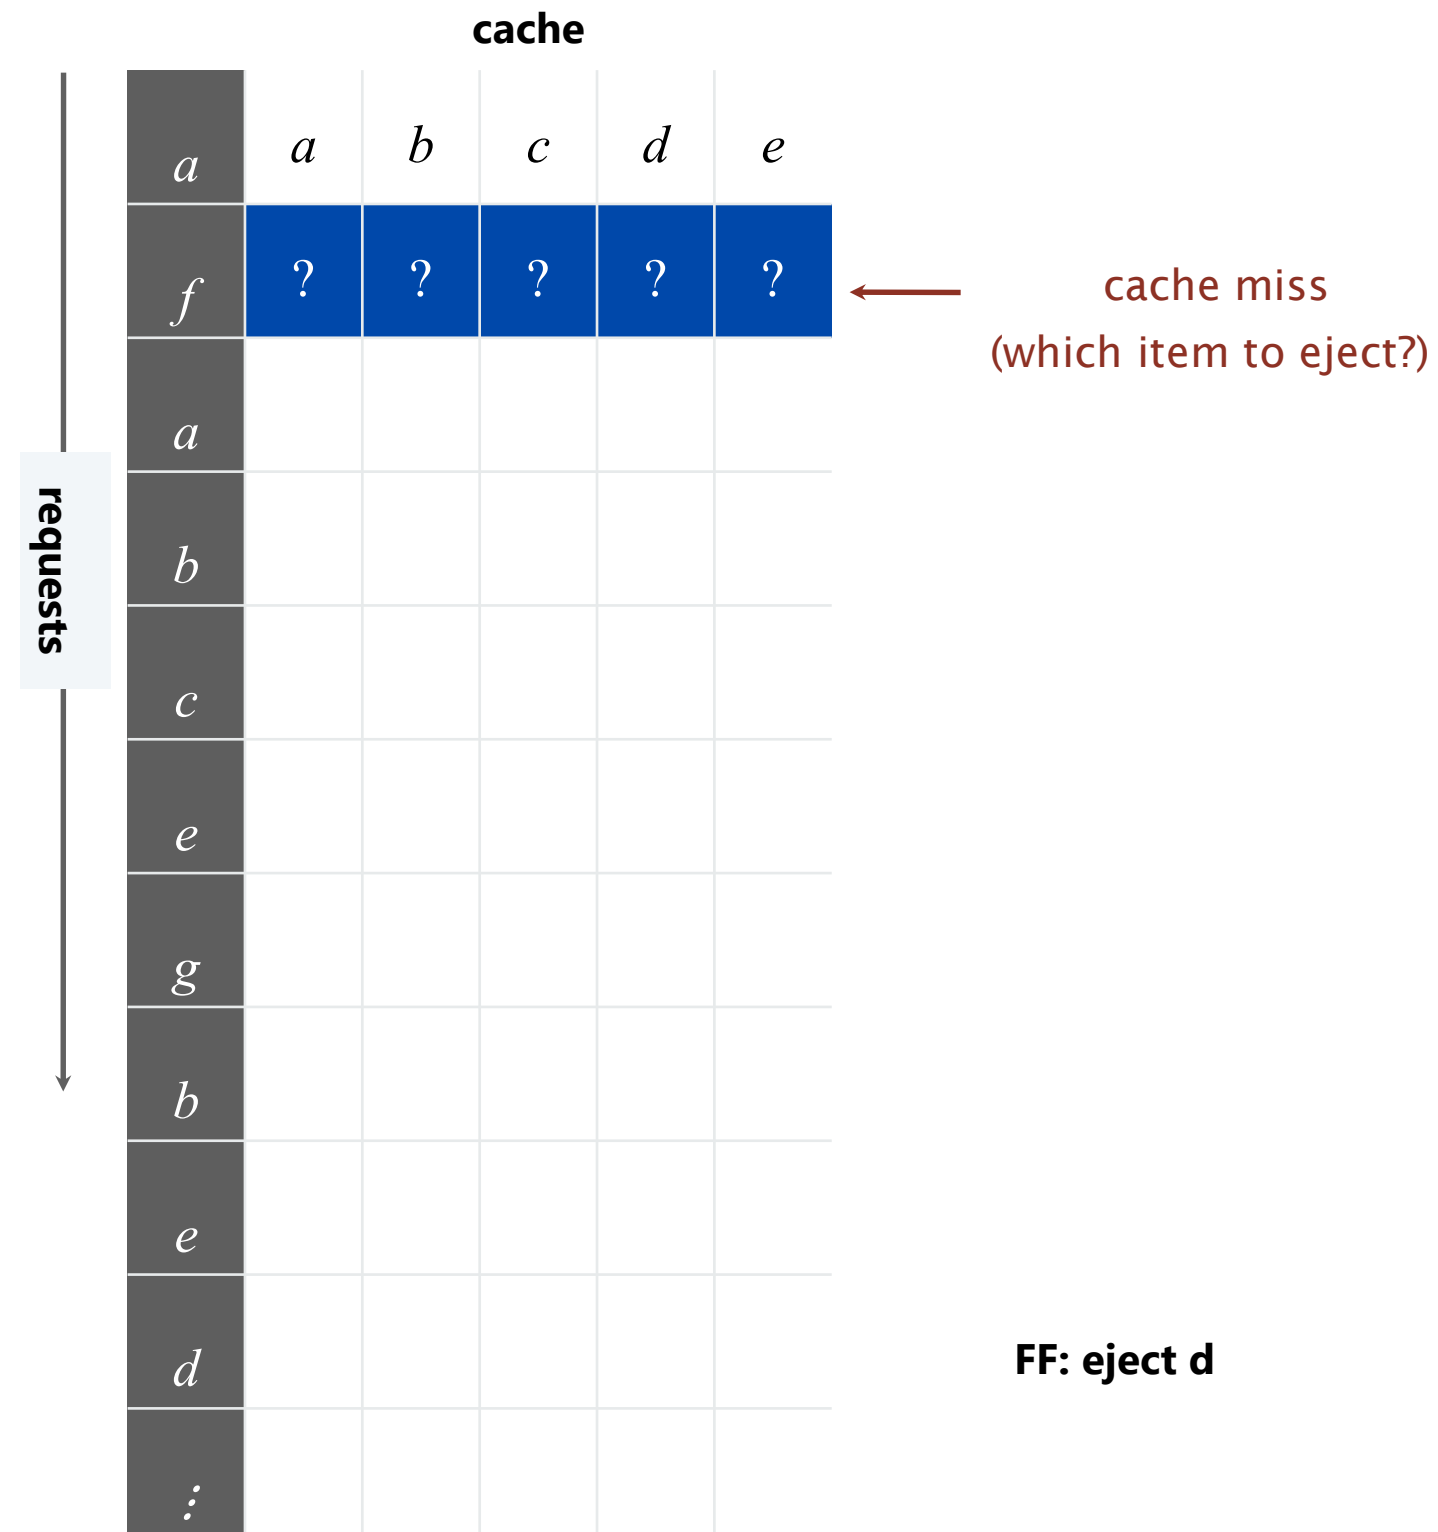 cache
a a b c d e
f ? ? ? ? ?
cache miss
(which item to eject?)
a
requests
b
c
e
g
b
e
d
FF: eject d
⋮